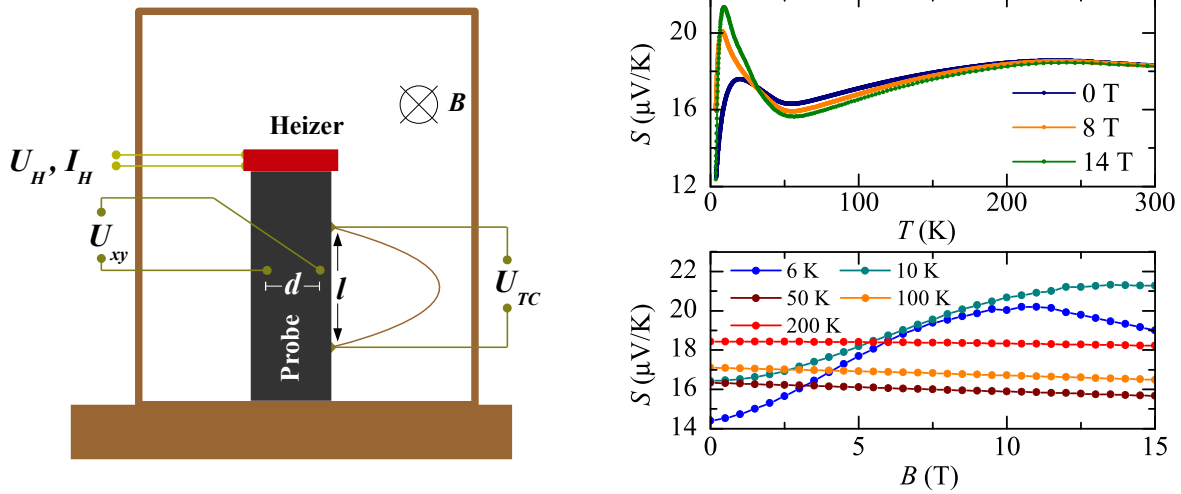 B
Heizer
U_H, I_H
U_xy
d
l
U_TC
Probe
S (µV/K)
20
16
12
0 T
8 T
14 T
0
100
200
300
T (K)
S (µV/K)
22
21
20
18
16
14
6 K
10 K
50 K
100 K
200 K
0
5
10
15
B (T)